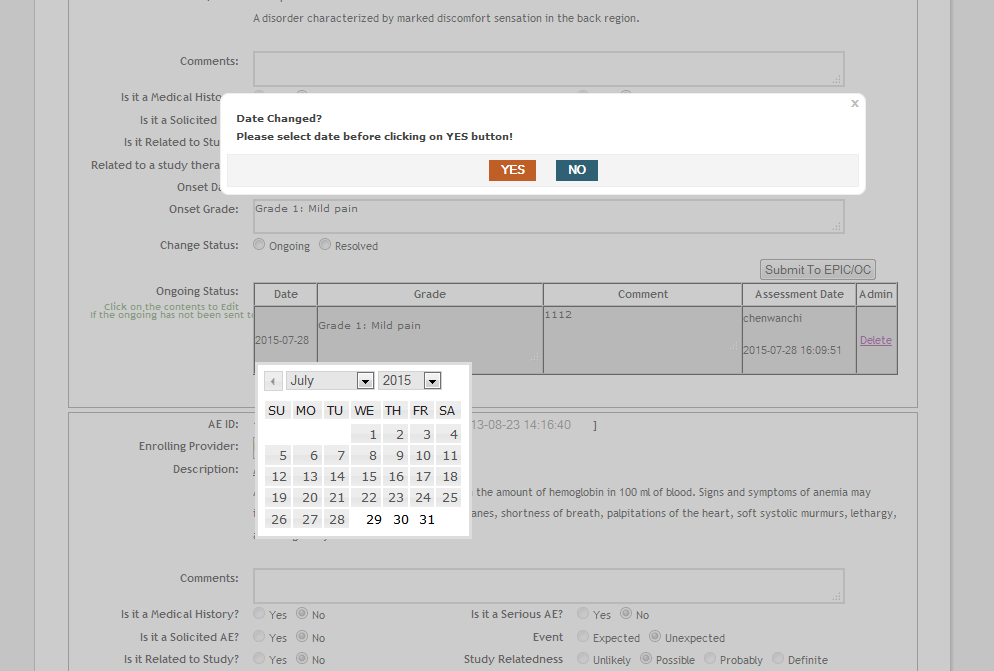 A disorder characterized by marked discomfort sensation in the back region.
Comments:
Is it a Medical Histo
x
Date Changed?
Please select date before clicking on YES button!
YES NO
Is it a Solicited
Is it Related to Stu
Related to a study thera
Onset Da
Onset Grade: Grade 1: Mild pain
Change Status: Ongoing Resolved
Submit To EPIC/OC
Ongoing Status:
Click on the contents to Edit
If the ongoing has not been sent t
Date Grade Comment Assessment Date Admin
2015-07-28 Grade 1: Mild pain 1112 chenwanchi 2015-07-28 16:09:51 Delete
July 2015
SU MO TU WE TH FR SA
1 2 3 4
5 6 7 8 9 10 11
12 13 14 15 16 17 18
19 20 21 22 23 24 25
26 27 28 29 30 31
AE ID: 13-08-23 14:16:40 ]
Enrolling Provider:
Description:
the amount of hemoglobin in 100 ml of blood. Signs and symptoms of anemia may
anes, shortness of breath, palpitations of the heart, soft systolic murmurs, lethargy,
Comments:
Is it a Medical History? Yes No Is it a Serious AE? Yes No
Is it a Solicited AE? Yes No Event Expected Unexpected
Is it Related to Study? Yes No Study Relatedness Unlikely Possible Probably Definite